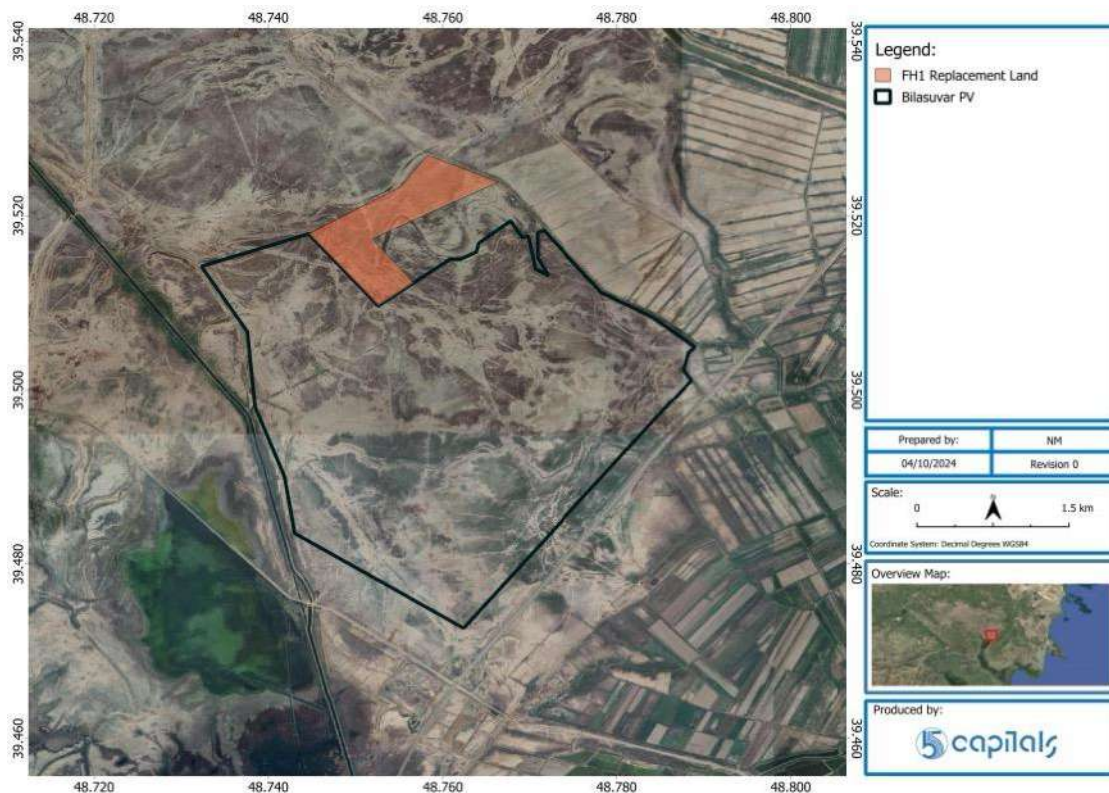 48.720 48.740 48.760 48.780 48.800
39.540
39.520
39.500
39.480
39.460
39.540
39.520
39.500
39.480
39.460
48.720 48.740 48.760 48.780 48.800
Legend:
FH1 Replacement Land
Bilasuvar PV
Prepared by: NM
04/10/2024 Revision 0
Scale:
0 1.5 km
N
Coordinate System: Decimal Degrees WGS84
Overview Map:
Produced by:
5 capitals